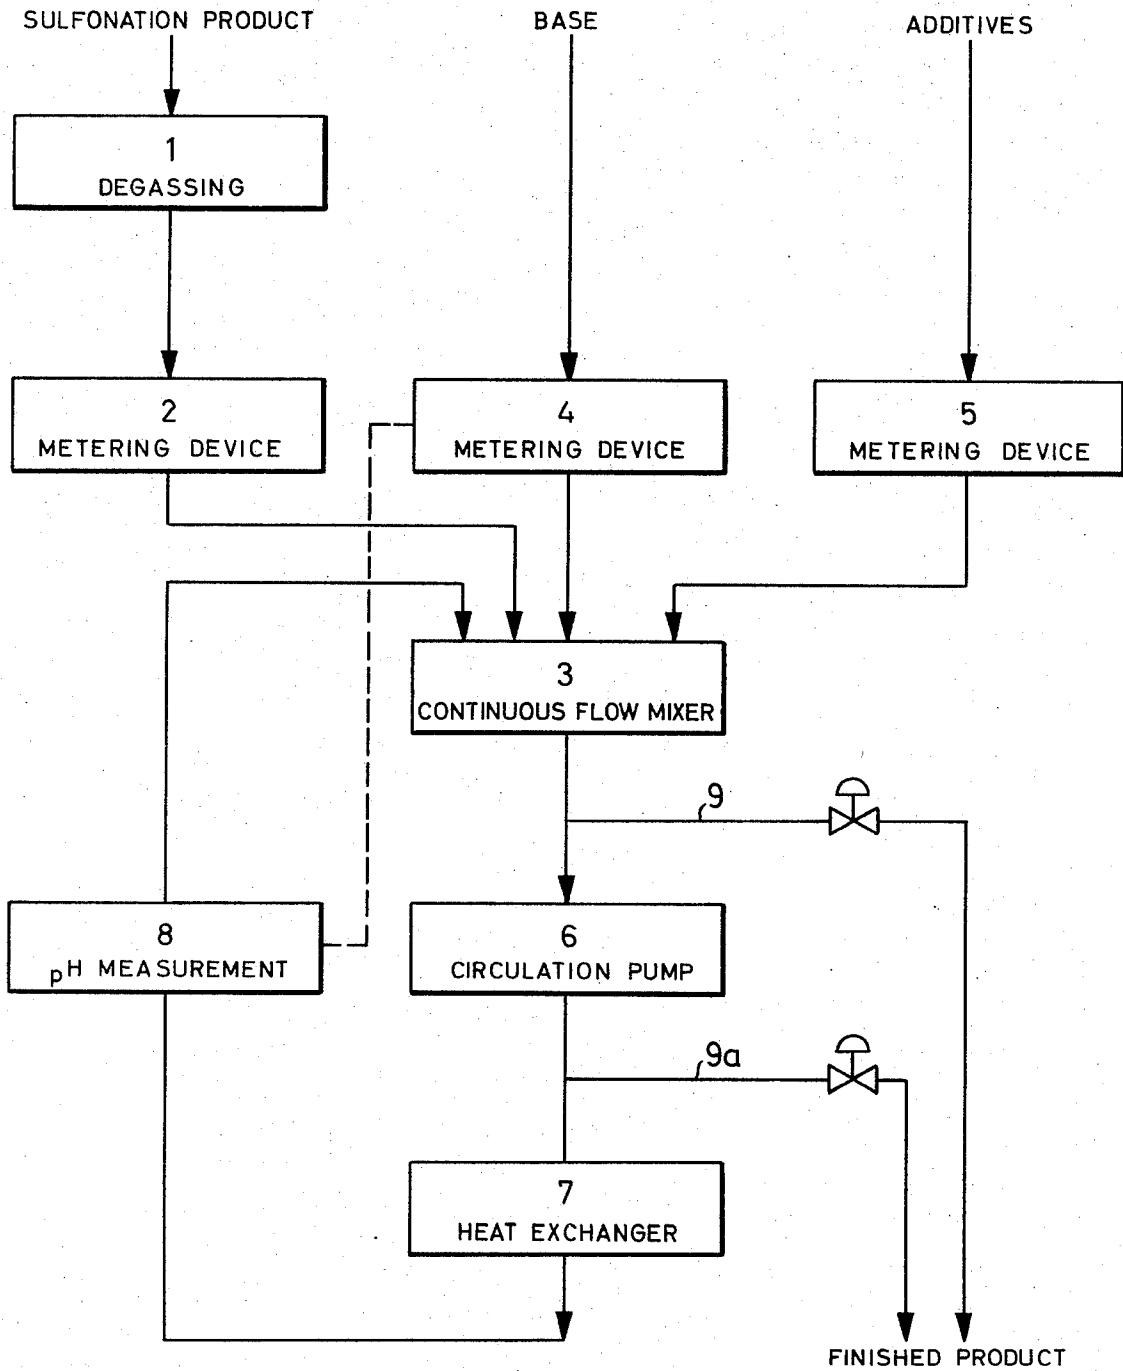 SULFONATION PRODUCT
BASE
ADDITIVES
1
DEGASSING
2
METERING DEVICE
4
METERING DEVICE
5
METERING DEVICE
3
CONTINUOUS FLOW MIXER
9
8
pH MEASUREMENT
6
CIRCULATION PUMP
9a
7
HEAT EXCHANGER
FINISHED PRODUCT